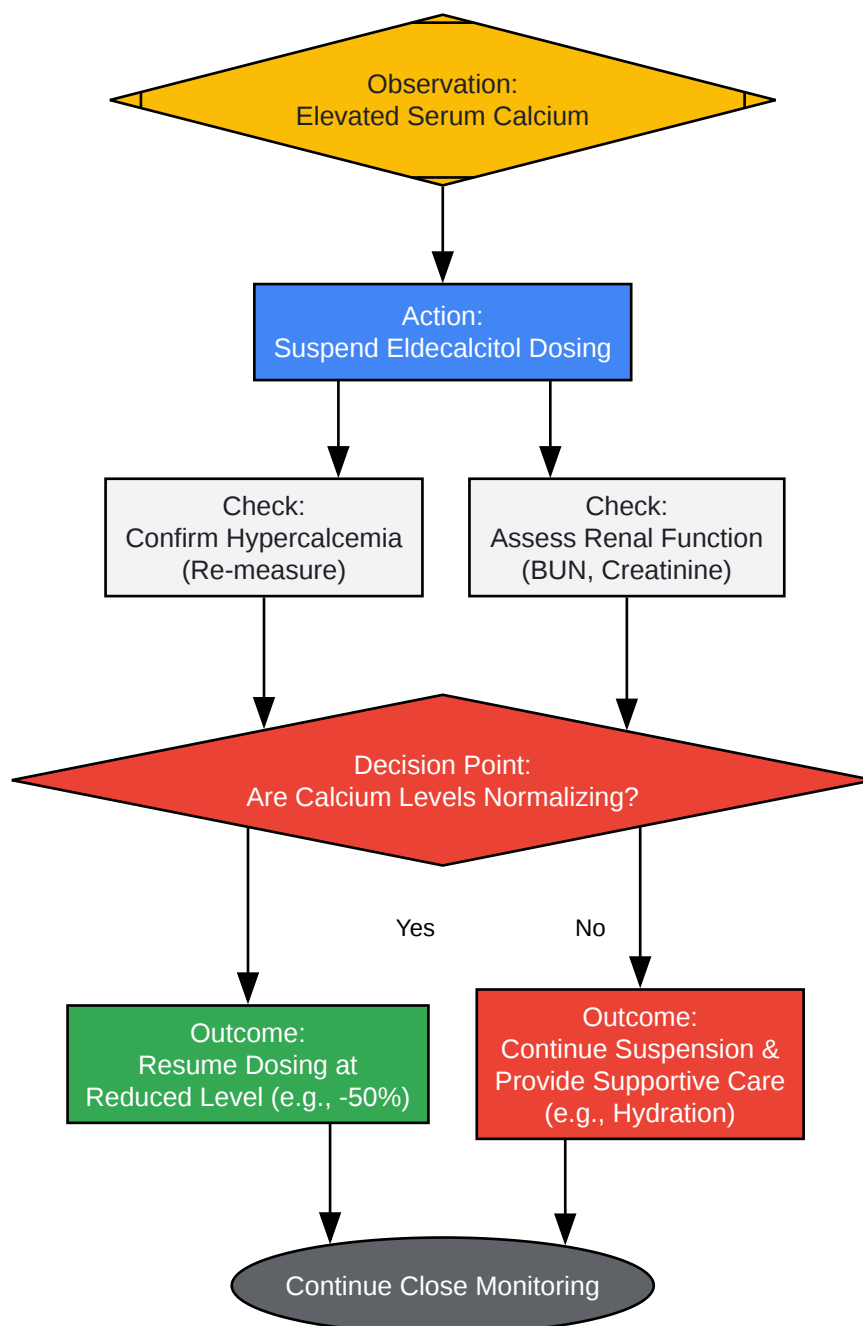 Observation:
Elevated Serum Calcium
Action:
Suspend Eldecalcitol Dosing
Check:
Confirm Hypercalcemia
(Re-measure)
Check:
Assess Renal Function
(BUN, Creatinine)
Decision Point:
Are Calcium Levels Normalizing?
Yes
No
Outcome:
Resume Dosing at
Reduced Level (e.g., -50%)
Outcome:
Continue Suspension &
Provide Supportive Care
(e.g., Hydration)
Continue Close Monitoring